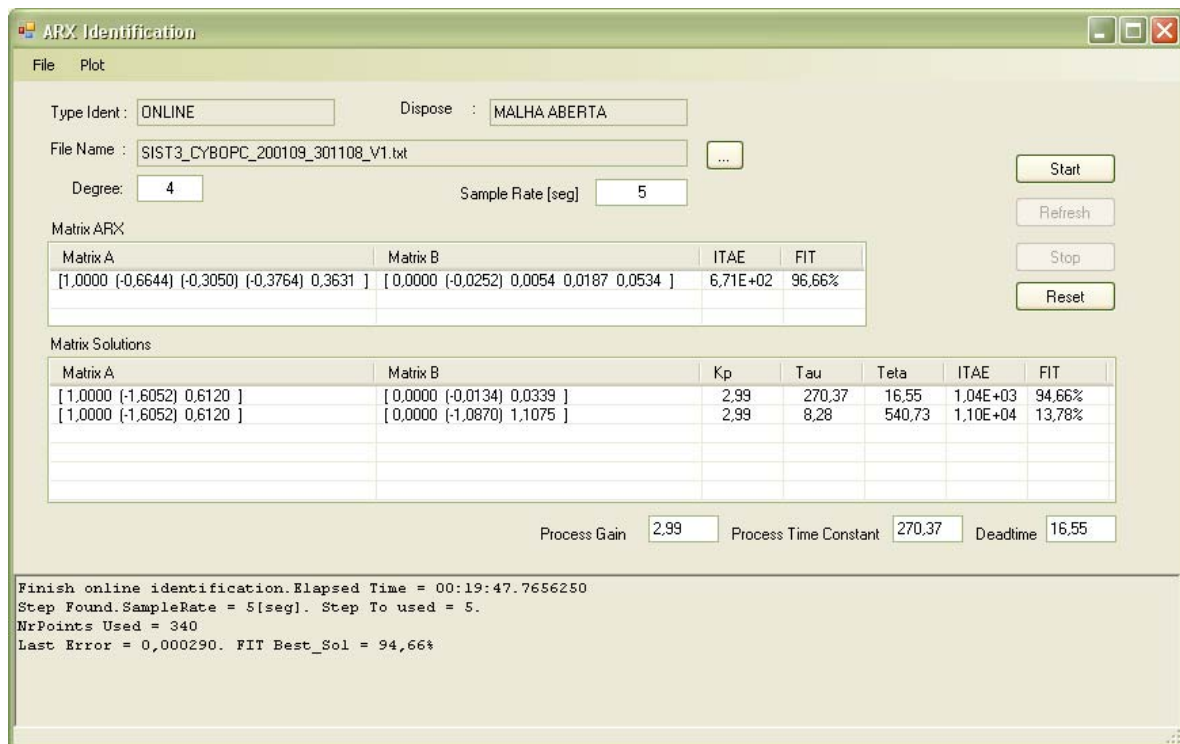 ARX Identification
File Plot
Type Ident : ONLINE Dispose : MALHA ABERTA
File Name : SIST3_CYBOPC_200109_301108_V1.txt ...
Start
Degree: 4 Sample Rate [seg] 5
Refresh
Matrix ARX
Matrix A Matrix B ITAE FIT
Stop
[1,0000 (-0,6644) (-0,3050) (-0,3764) 0,3631 ] [ 0,0000 (-0,0252) 0,0054 0,0187 0,0534 ] 6,71E+02 96,66%
Reset
Matrix Solutions
Matrix A Matrix B Kp Tau Teta ITAE FIT
[ 1,0000 (-1,6052) 0,6120 ] [ 0,0000 (-0,0134) 0,0339 ] 2,99 270,37 16,55 1,04E+03 94,66%
[ 1,0000 (-1,6052) 0,6120 ] [ 0,0000 (-1,0870) 1,1075 ] 2,99 8,28 540,73 1,10E+04 13,78%
Process Gain 2,99 Process Time Constant 270,37 Deadtime 16,55
Finish online identification.Elapsed Time = 00:19:47.7656250
Step Found.SampleRate = 5[seg]. Step To used = 5.
NrPoints Used = 340
Last Error = 0,000290. FIT Best_Sol = 94,66%